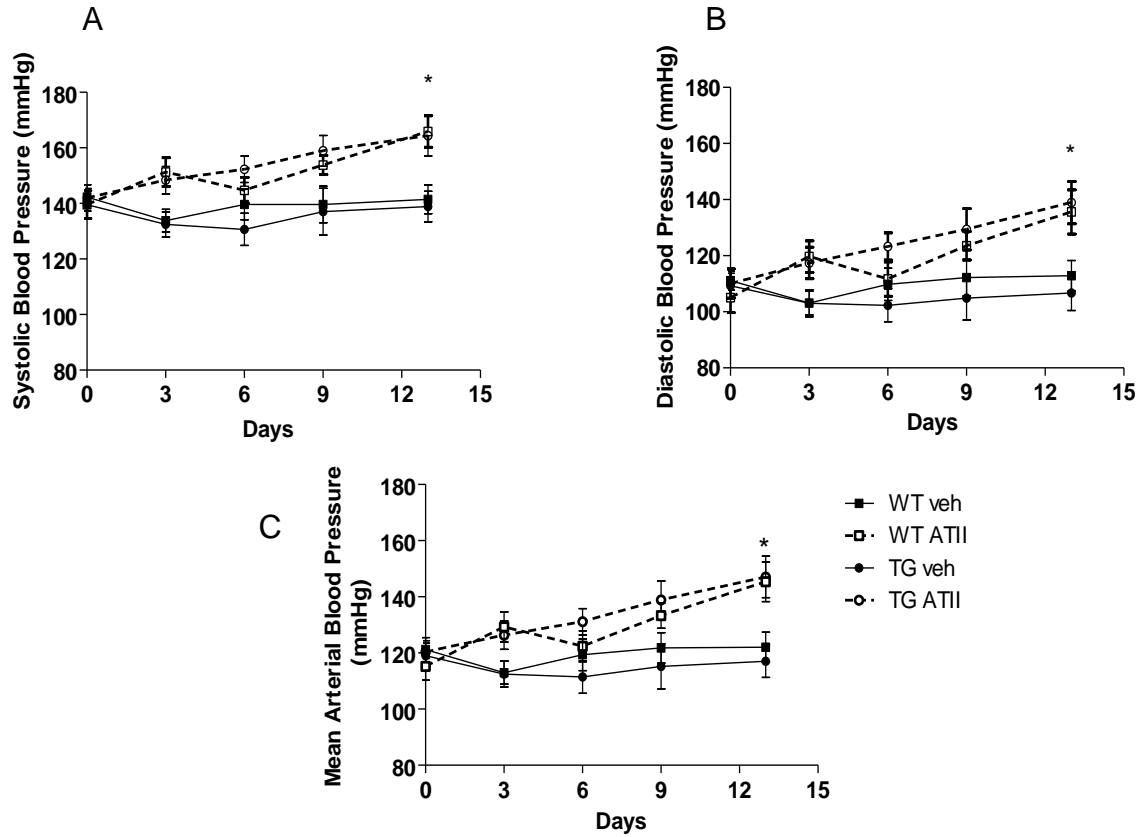 A
Systolic Blood Pressure (mmHg)
180
160
140
120
100
80
*
0 3 6 9 12 15
Days
B
Diastolic Blood Pressure (mmHg)
180
160
140
120
100
80
*
0 3 6 9 12 15
Days
C
Mean Arterial Blood Pressure
(mmHg)
180
160
140
120
100
80
*
0 3 6 9 12 15
Days
WT veh
WT ATII
TG veh
TG ATII